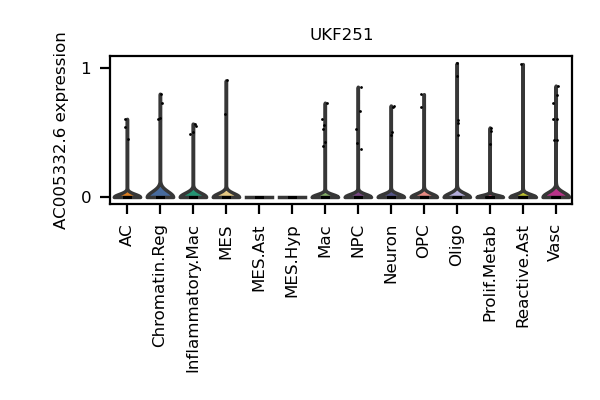 UKF251
AC005332.6 expression
1
0
AC
Chromatin.Reg
Inflammatory.Mac
MES
MES.Ast
MES.Hyp
Mac
NPC
Neuron
OPC
Oligo
Prolif.Metab
Reactive.Ast
Vasc